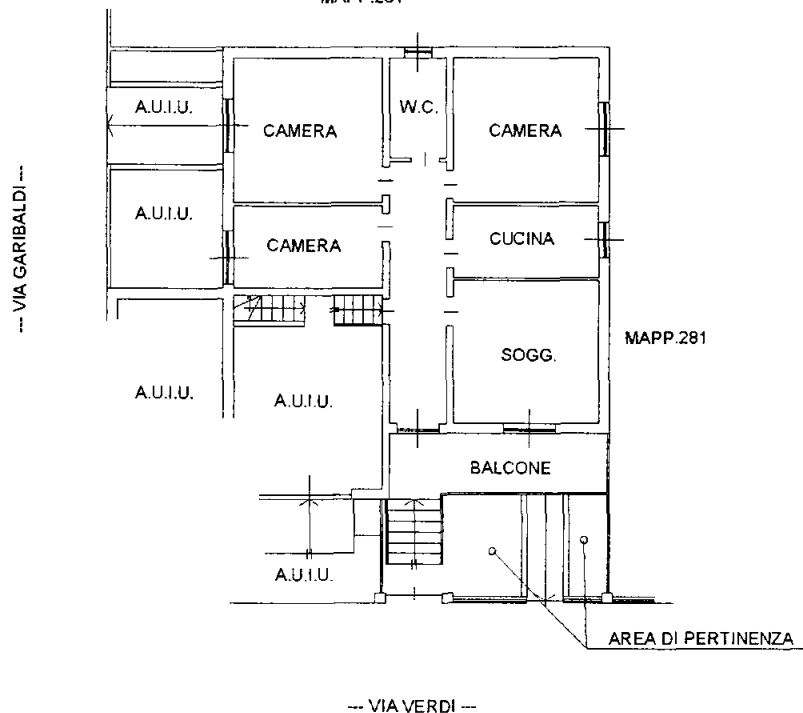 A.U.I.U.
CAMERA
W.C.
CAMERA
--- VIA GARIBALDI ---
A.U.I.U.
CAMERA
CUCINA
MAPP.281
SOGG.
A.U.I.U.
A.U.I.U.
BALCONE
A.U.I.U.
AREA DI PERTINENZA
--- VIA VERDI ---